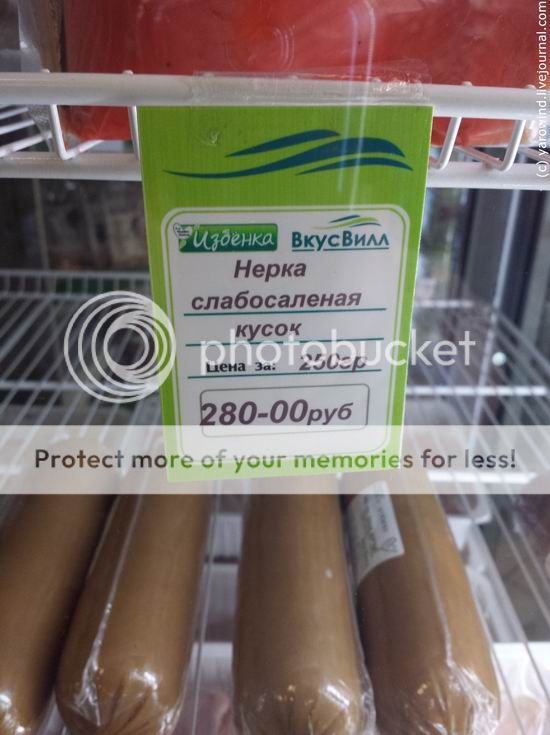 (c) yarowind.livejournal.com
Избёнка ВкусВилл
Нерка
слабосаленая
кусок
photobucket
Цена за: 250гр
280-00руб
Protect more of your memories for less!